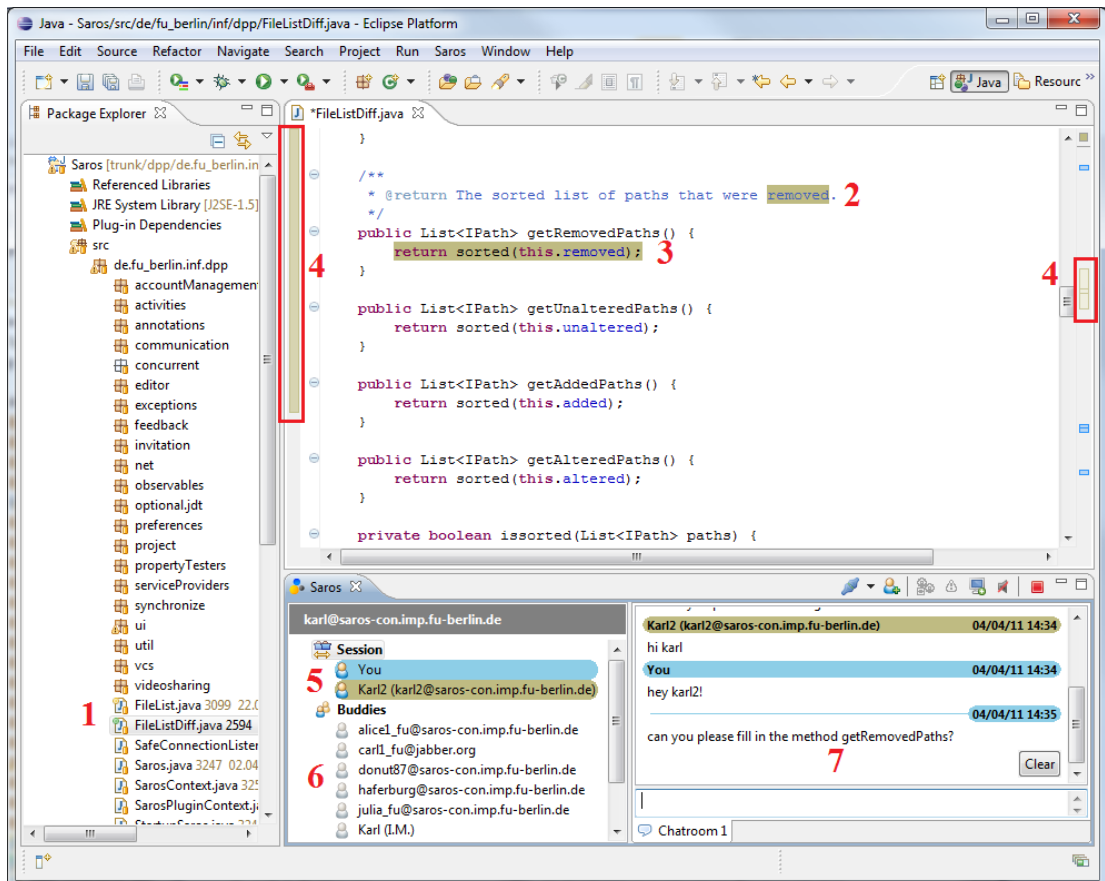 Java - Saros/src/de/fu_berlin/inf/dpp/FileListDiff.java - Eclipse Platform
File Edit Source Refactor Navigate Search Project Run Saros Window Help
Java Resourc »
Package Explorer
Saros [trunk/dpp/de.fu_berlin.in
Referenced Libraries
JRE System Library [J2SE-1.5]
Plug-in Dependencies
src
de.fu_berlin.inf.dpp
accountManagemen
activities
annotations
communication
concurrent
editor
exceptions
feedback
invitation
net
observables
optional.jdt
preferences
project
propertyTesters
serviceProviders
synchronize
ui
util
vcs
videosharing
FileList.java 3099 22.0
1
FileListDiff.java 2594
SafeConnectionListen
Saros.java 3247 02.04
SarosContext.java 325
SarosPluginContext.ja
*FileListDiff.java
}
/**
* @return The sorted list of paths that were removed. 2
*/
public List<IPath> getRemovedPaths() {
return sorted(this.removed); 3
}
4
4
public List<IPath> getUnalteredPaths() {
return sorted(this.unaltered);
}
public List<IPath> getAddedPaths() {
return sorted(this.added);
}
public List<IPath> getAlteredPaths() {
return sorted(this.altered);
}
private boolean issorted(List<IPath> paths) {
Saros
karl@saros-con.imp.fu-berlin.de
Session
You
5
Karl2 (karl2@saros-con.imp.fu-berlin.de)
Buddies
alice1_fu@saros-con.imp.fu-berlin.de
carl1_fu@jabber.org
6
donut87@saros-con.imp.fu-berlin.de
haferburg@saros-con.imp.fu-berlin.de
julia_fu@saros-con.imp.fu-berlin.de
Karl (I.M.)
Karl2 (karl2@saros-con.imp.fu-berlin.de) 04/04/11 14:34
hi karl
You 04/04/11 14:34
hey karl2!
04/04/11 14:35
can you please fill in the method getRemovedPaths?
7
Clear
Chatroom 1